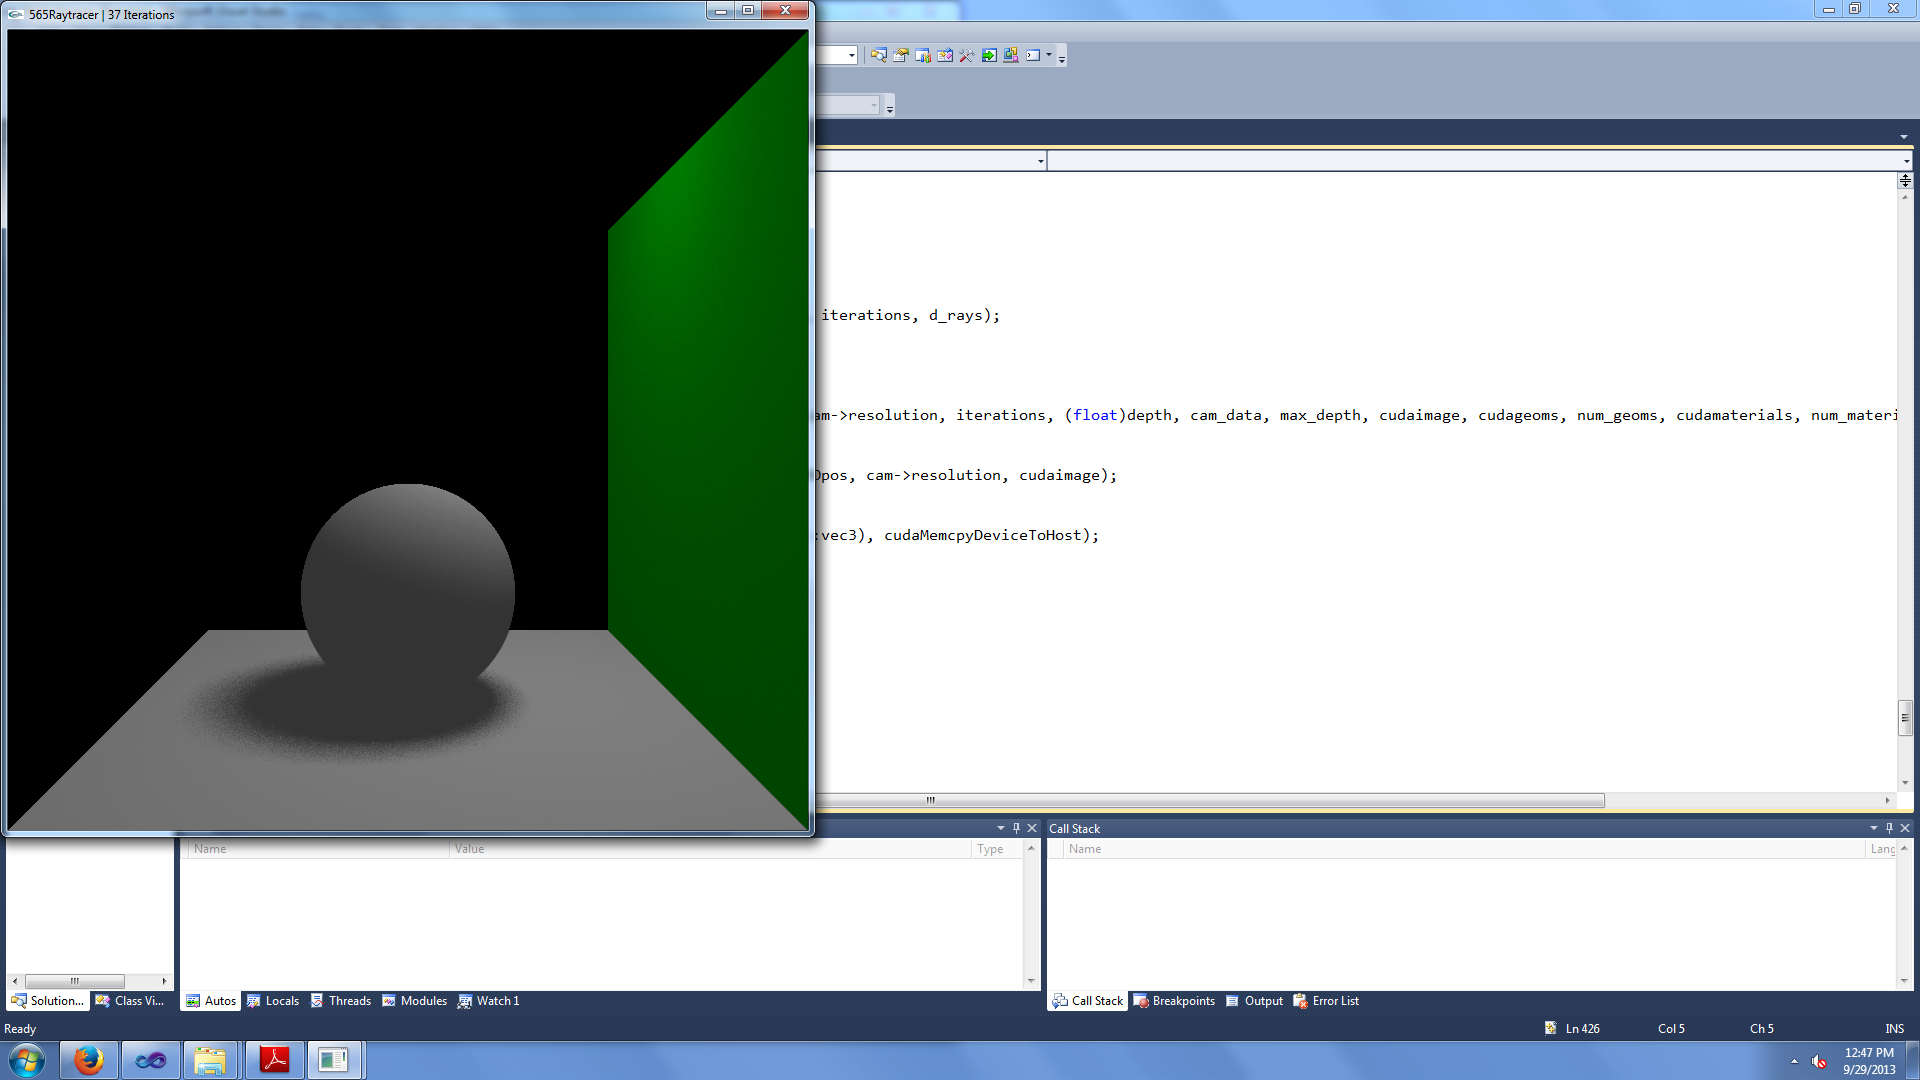 565Raytracer | 37 Iterations
iterations, d_rays);
am->resolution, iterations, (float)depth, cam_data, max_depth, cudaimage, cudageoms, num_geoms, cudamaterials, num_materi
Opos, cam->resolution, cudaimage);
:vec3), cudaMemcpyDeviceToHost);
Call Stack
Name Value Type
Name Lang
Solution... Class Vi... Autos Locals Threads Modules Watch 1
Call Stack Breakpoints Output Error List
Ready Ln 426 Col 5 Ch 5 INS
12:47 PM
9/29/2013